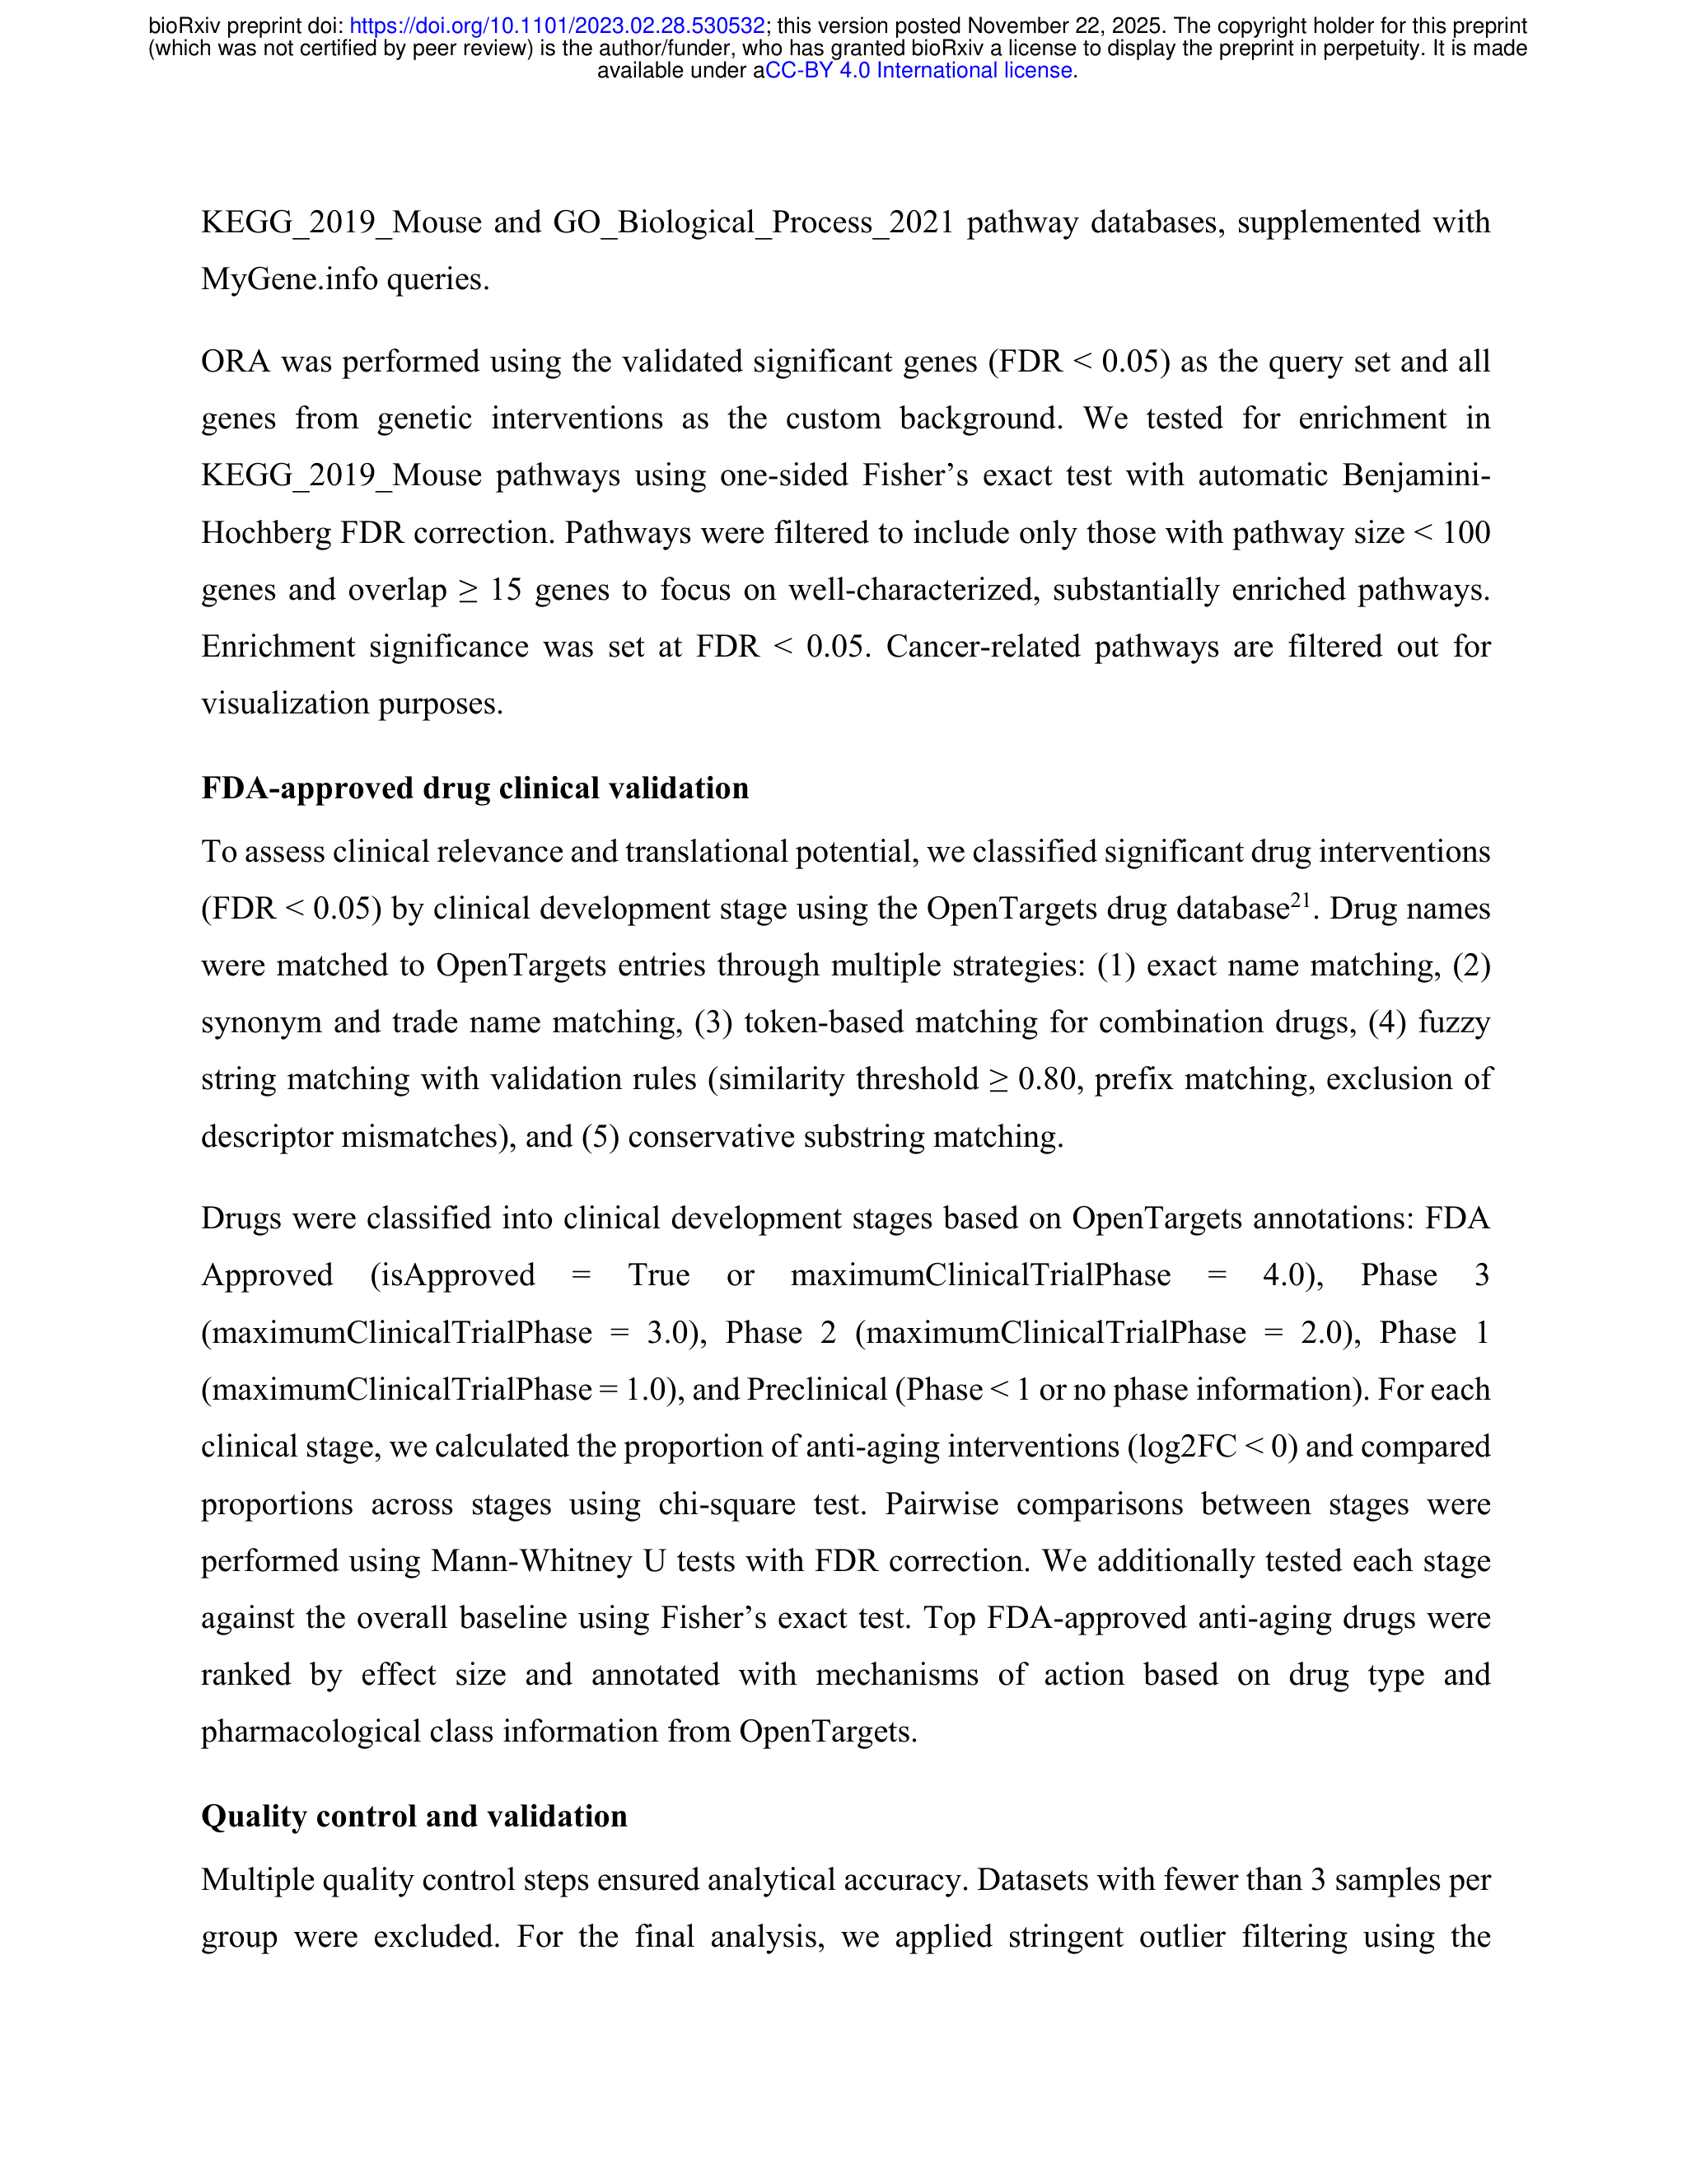 bioRxiv preprint doi: https://doi.org/10.1101/2023.02.28.530532; this version posted November 22, 2025. The copyright holder for this preprint
(which was not certified by peer review) is the author/funder, who has granted bioRxiv a license to display the preprint in perpetuity. It is made
available under aCC-BY 4.0 International license.
KEGG_2019_Mouse and GO_Biological_Process_2021 pathway databases, supplemented with
MyGene.info queries.
ORA was performed using the validated significant genes (FDR < 0.05) as the query set and all
genes from genetic interventions as the custom background. We tested for enrichment in
KEGG_2019_Mouse pathways using one-sided Fisher’s exact test with automatic Benjamini-
Hochberg FDR correction. Pathways were filtered to include only those with pathway size < 100
genes and overlap ≥ 15 genes to focus on well-characterized, substantially enriched pathways.
Enrichment significance was set at FDR < 0.05. Cancer-related pathways are filtered out for
visualization purposes.
FDA-approved drug clinical validation
To assess clinical relevance and translational potential, we classified significant drug interventions
(FDR < 0.05) by clinical development stage using the OpenTargets drug database²¹. Drug names
were matched to OpenTargets entries through multiple strategies: (1) exact name matching, (2)
synonym and trade name matching, (3) token-based matching for combination drugs, (4) fuzzy
string matching with validation rules (similarity threshold ≥ 0.80, prefix matching, exclusion of
descriptor mismatches), and (5) conservative substring matching.
Drugs were classified into clinical development stages based on OpenTargets annotations: FDA
Approved (isApproved = True or maximumClinicalTrialPhase = 4.0), Phase 3
(maximumClinicalTrialPhase = 3.0), Phase 2 (maximumClinicalTrialPhase = 2.0), Phase 1
(maximumClinicalTrialPhase = 1.0), and Preclinical (Phase < 1 or no phase information). For each
clinical stage, we calculated the proportion of anti-aging interventions (log2FC < 0) and compared
proportions across stages using chi-square test. Pairwise comparisons between stages were
performed using Mann-Whitney U tests with FDR correction. We additionally tested each stage
against the overall baseline using Fisher’s exact test. Top FDA-approved anti-aging drugs were
ranked by effect size and annotated with mechanisms of action based on drug type and
pharmacological class information from OpenTargets.
Quality control and validation
Multiple quality control steps ensured analytical accuracy. Datasets with fewer than 3 samples per
group were excluded. For the final analysis, we applied stringent outlier filtering using the